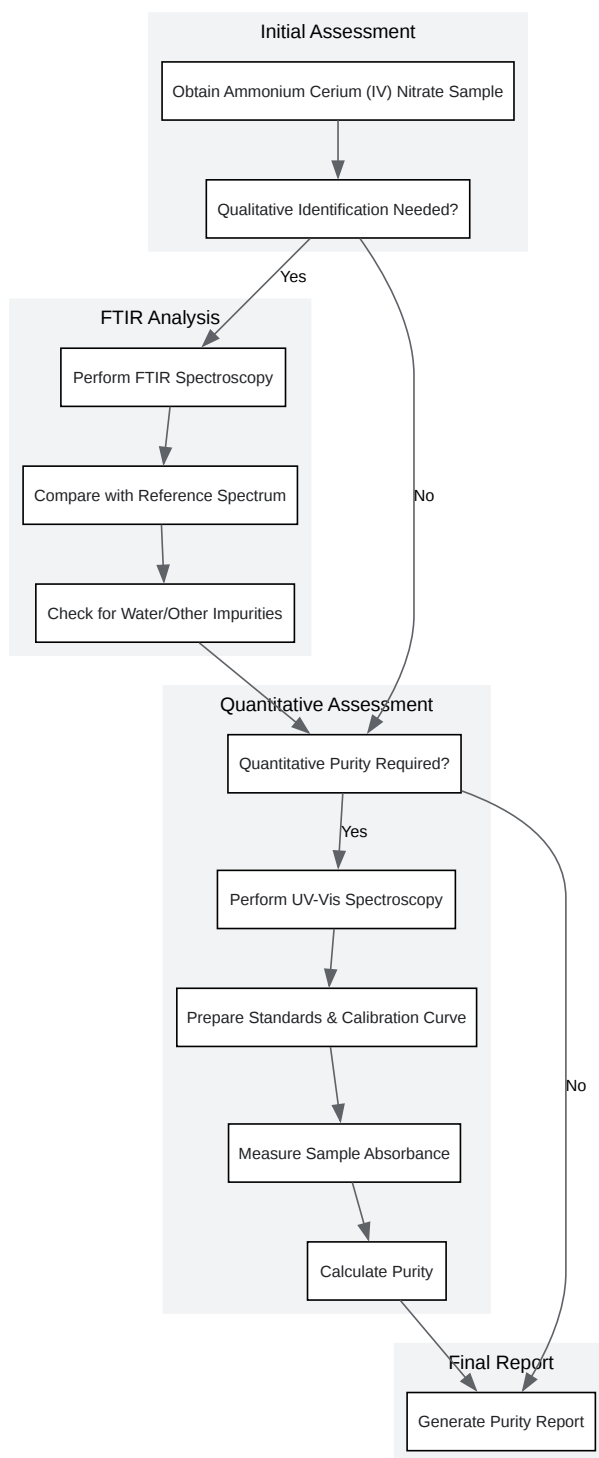 Initial Assessment
Obtain Ammonium Cerium (IV) Nitrate Sample
Qualitative Identification Needed?
Yes
FTIR Analysis
Perform FTIR Spectroscopy
Compare with Reference Spectrum
No
Check for Water/Other Impurities
Quantitative Assessment
Quantitative Purity Required?
Yes
Perform UV-Vis Spectroscopy
Prepare Standards & Calibration Curve
No
Measure Sample Absorbance
Calculate Purity
Final Report
Generate Purity Report